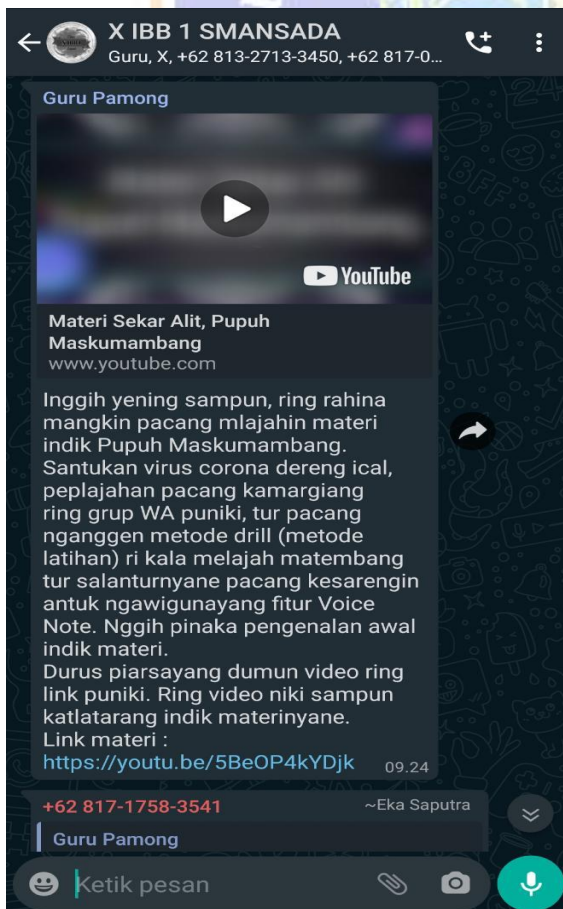 X IBB 1 SMANSADA
Guru, X, +62 813-2713-3450, +62 817-0...
Guru Pamong
YouTube
Materi Sekar Alit, Pupuh
Maskumambang
www.youtube.com
Inggih yening sampun, ring rahina
mangkin pacang mlajahin materi
indik Pupuh Maskumambang.
Santukan virus corona dereng ical,
peplajahan pacang kamargiang
ring grup WA puniki, tur pacang
nganggen metode drill (metode
latihan) ri kala melajah matembang
tur salanturnyane pacang kesarengin
antuk ngawigunayang fitur Voice
Note. Nggih pinaka pengenalan awal
indik materi.
Durus piarsayang dumun video ring
link puniki. Ring video niki sampun
katlatarang indik materinyane.
Link materi :
https://youtu.be/5BeOP4kYDjk 09.24
+62 817-1758-3541 ~Eka Saputra
Guru Pamong
Ketik pesan